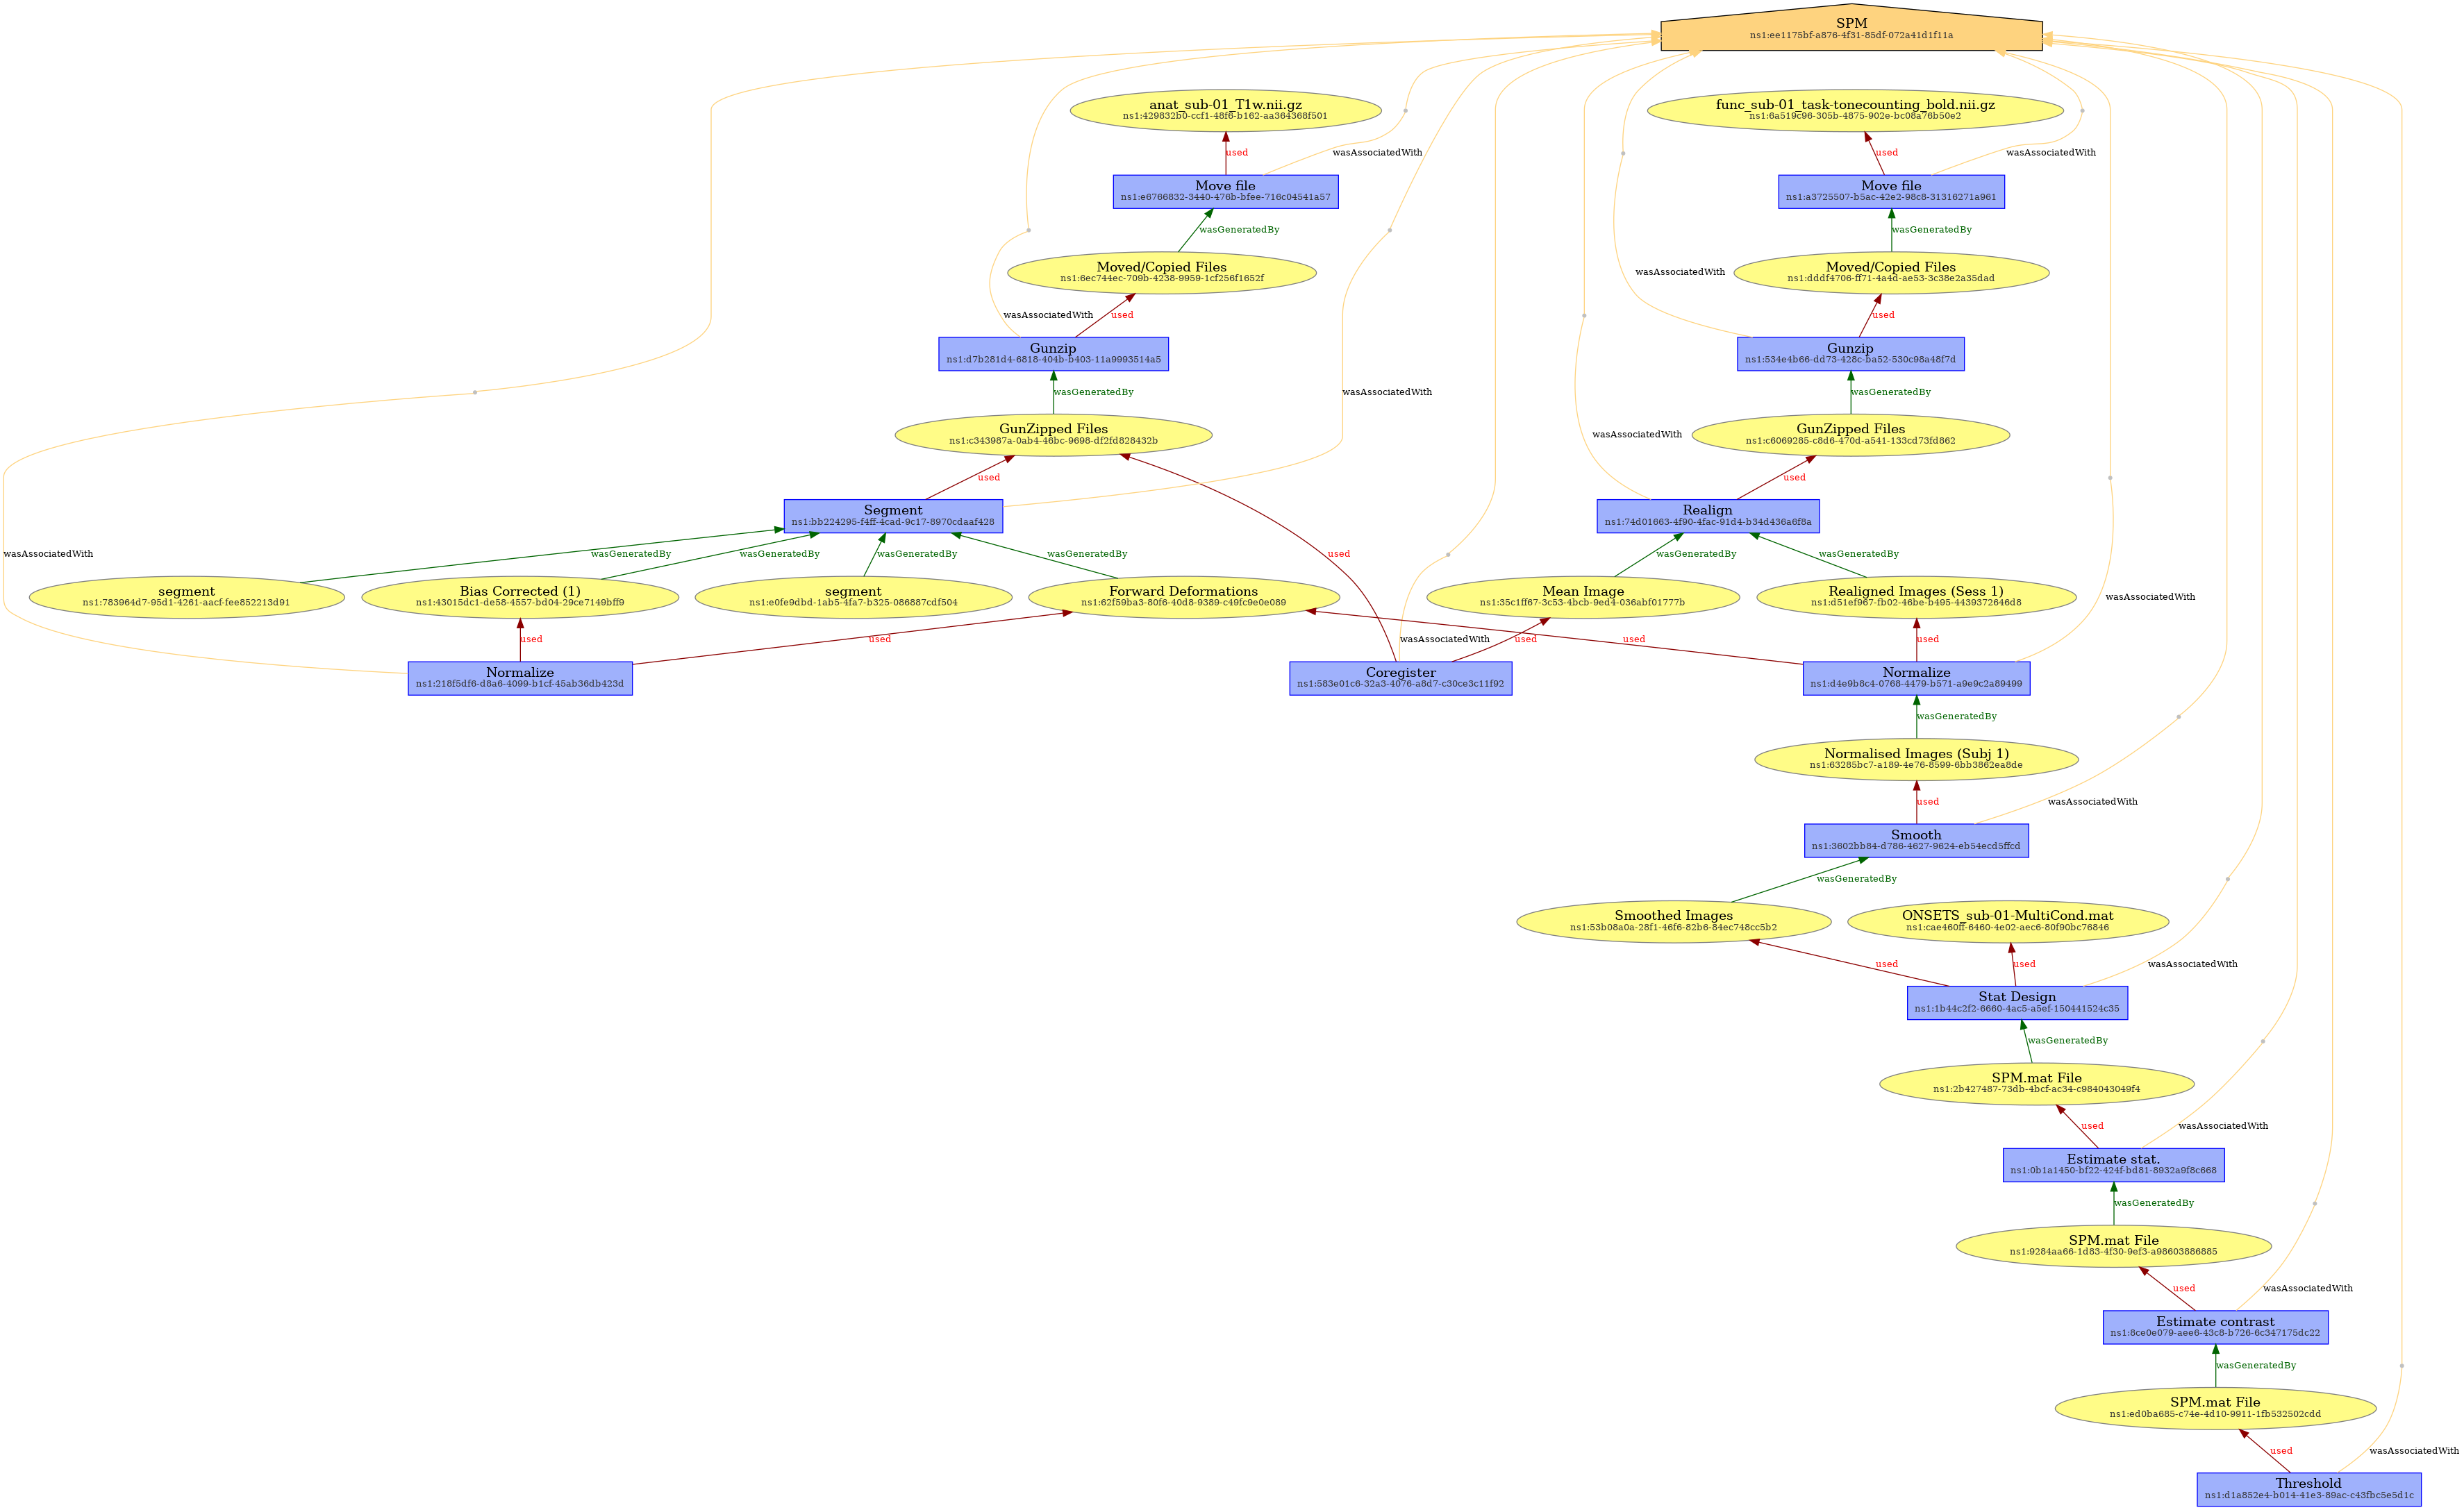 SPM
ns1:ee1175bf-a876-4f31-85df-072a41d1f11a
anat_sub-01_T1w.nii.gz
ns1:429832b0-ccf1-48f6-b162-aa364368f501
func_sub-01_task-tonecounting_bold.nii.gz
ns1:6a519c96-305b-4875-902e-bc08a76b50e2
used
wasAssociatedWith
used
wasAssociatedWith
Move file
ns1:e6766832-3440-476b-bfee-716c04541a57
Move file
ns1:a3725507-b5ac-42e2-98c8-31316271a961
wasGeneratedBy
wasGeneratedBy
Moved/Copied Files
ns1:6ec744ec-709b-4238-9959-1cf256f1652f
wasAssociatedWith
Moved/Copied Files
ns1:dddf4706-ff71-4a4d-ae53-3c38e2a35dad
wasAssociatedWith
used
used
Gunzip
ns1:d7b281d4-6818-404b-b403-11a9993514a5
Gunzip
ns1:534e4b66-dd73-428c-ba52-530c98a48f7d
wasGeneratedBy
wasAssociatedWith
wasGeneratedBy
GunZipped Files
ns1:c343987a-0ab4-46bc-9698-df2fd828432b
wasAssociatedWith
GunZipped Files
ns1:c6069285-c8d6-470d-a541-133cd73fd862
used
used
Segment
ns1:bb224295-f4ff-4cad-9c17-8970cdaaf428
Realign
ns1:74d01663-4f90-4fac-91d4-b34d436a6f8a
wasAssociatedWith
wasGeneratedBy
wasGeneratedBy
wasGeneratedBy
wasGeneratedBy
used
wasGeneratedBy
wasGeneratedBy
segment
ns1:783964d7-95d1-4261-aacf-fee852213d91
Bias Corrected (1)
ns1:43015dc1-de58-4557-bd04-29ce7149bff9
segment
ns1:e0fe9dbd-1ab5-4fa7-b325-086887cdf504
Forward Deformations
ns1:62f59ba3-80f6-40d8-9389-c49fc9e0e089
Mean Image
ns1:35c1ff67-3c53-4bcb-9ed4-036abf01777b
Realigned Images (Sess 1)
ns1:d51ef967-fb02-46be-b495-4439372646d8
wasAssociatedWith
used
used
wasAssociatedWith
used
used
used
Normalize
ns1:218f5df6-d8a6-4099-b1cf-45ab36db423d
Coregister
ns1:583e01c6-32a3-4076-a8d7-c30ce3c11f92
Normalize
ns1:d4e9b8c4-0768-4479-b571-a9e9c2a89499
wasGeneratedBy
Normalised Images (Subj 1)
ns1:63285bc7-a189-4e76-8599-6bb3862ea8de
used
wasAssociatedWith
Smooth
ns1:3602bb84-d786-4627-9624-eb54ecd5ffcd
wasGeneratedBy
Smoothed Images
ns1:53b08a0a-28f1-46f6-82b6-84ec748cc5b2
ONSETS_sub-01-MultiCond.mat
ns1:cae460ff-6460-4e02-aec6-80f90bc76846
used
used
wasAssociatedWith
Stat Design
ns1:1b44c2f2-6660-4ac5-a5ef-150441524c35
wasGeneratedBy
SPM.mat File
ns1:2b427487-73db-4bcf-ac34-c984043049f4
used
wasAssociatedWith
Estimate stat.
ns1:0b1a1450-bf22-424f-bd81-8932a9f8c668
wasGeneratedBy
SPM.mat File
ns1:9284aa66-1d83-4f30-9ef3-a98603886885
used
wasAssociatedWith
Estimate contrast
ns1:8ce0e079-aee6-43c8-b726-6c347175dc22
wasGeneratedBy
SPM.mat File
ns1:ed0ba685-c74e-4d10-9911-1fb532502cdd
used
wasAssociatedWith
Threshold
ns1:d1a852e4-b014-41e3-89ac-c43fbc5e5d1c